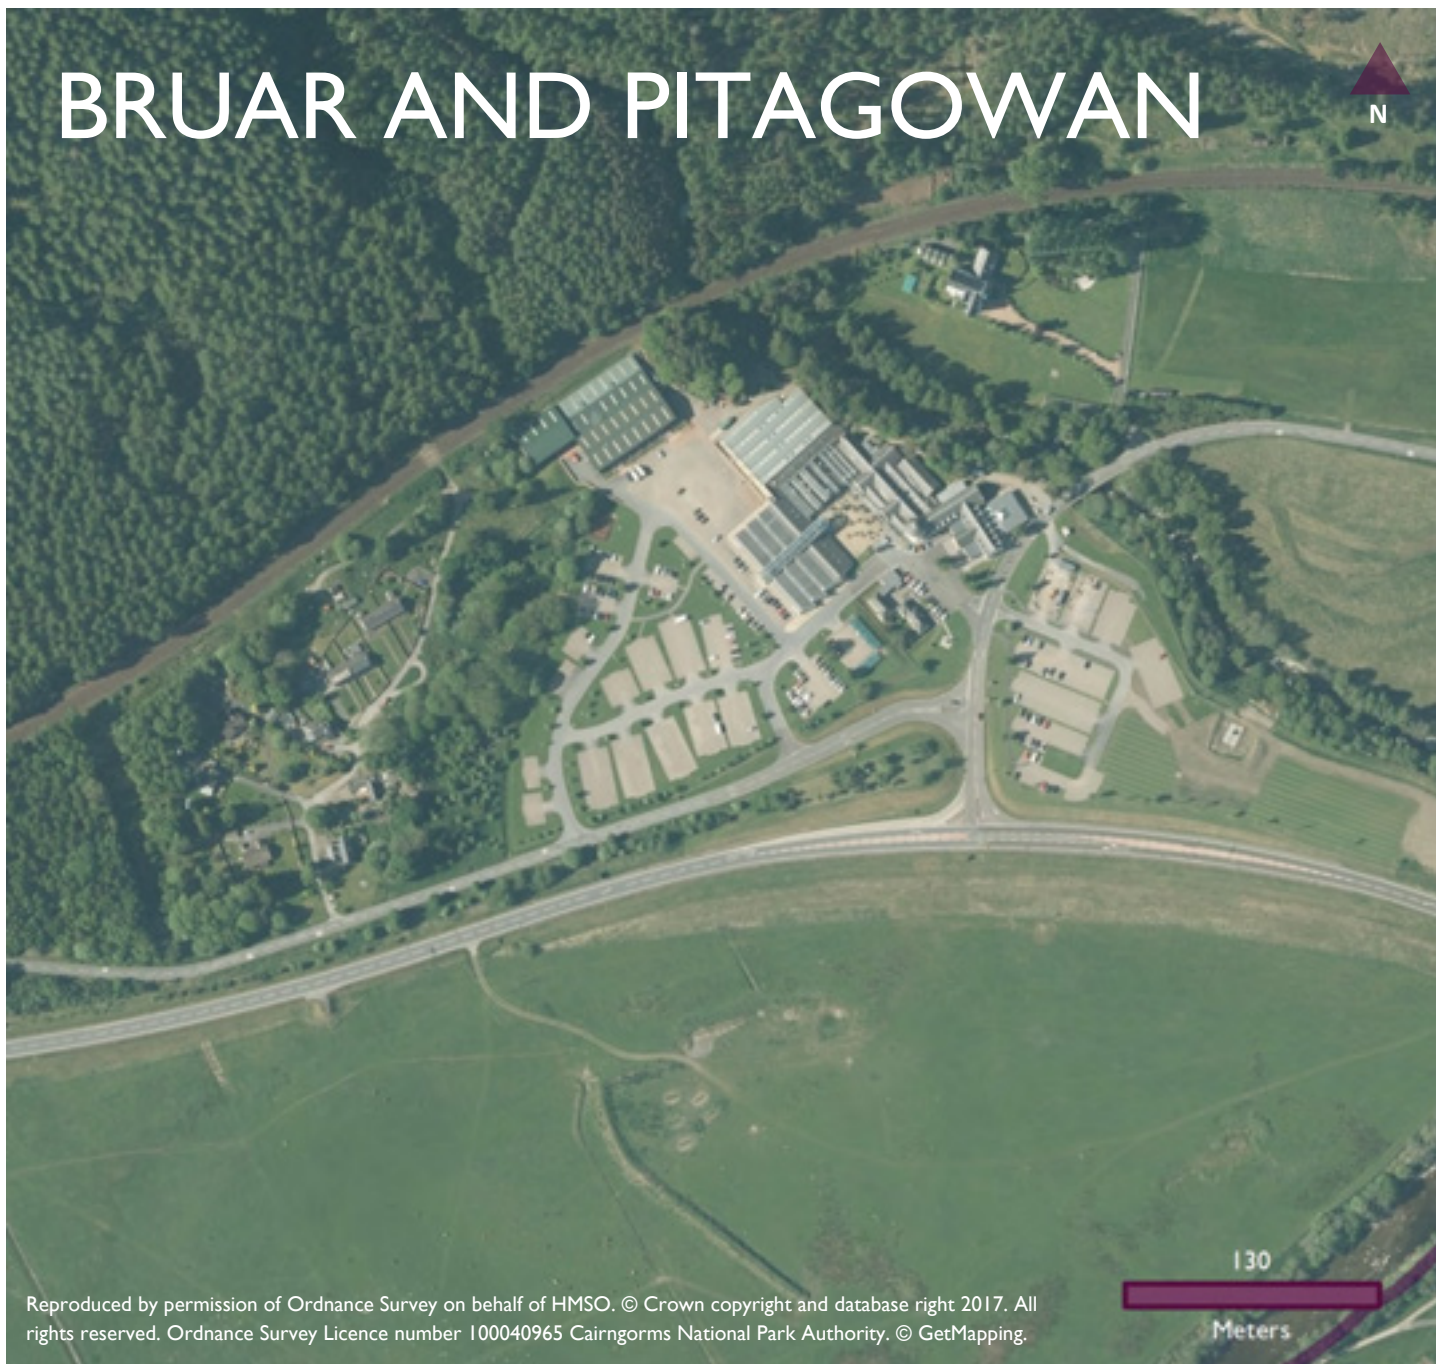 BRUAR AND PITAGOWAN
N
130
Meters
Reproduced by permission of Ordnance Survey on behalf of HMSO. © Crown copyright and database right 2017. All
rights reserved. Ordnance Survey Licence number 100040965 Cairngorms National Park Authority. © GetMapping.